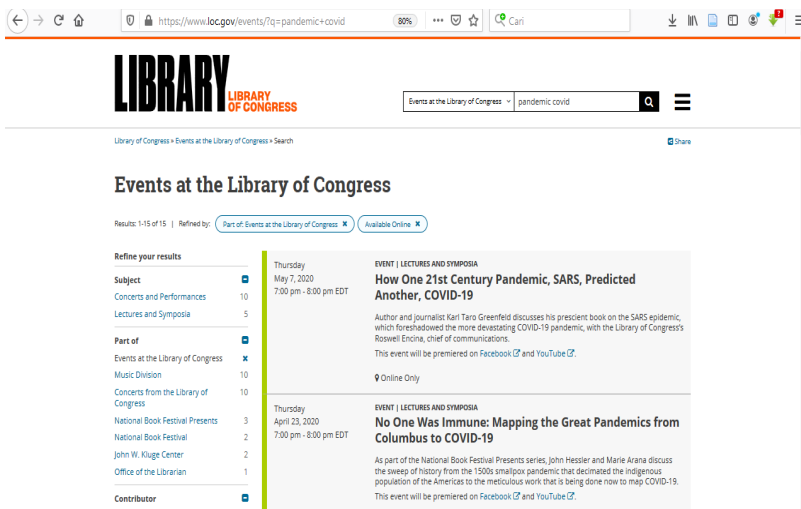 https://www.loc.gov/events/?q=pandemic+covid
80%
Cari
LIBRARY
LIBRARY
OF CONGRESS
Events at the Library of Congress
pandemic covid
Library of Congress » Events at the Library of Congress » Search
Share
Events at the Library of Congress
Results: 1-15 of 15 | Refined by: Part of: Events at the Library of Congress Available Online
Refine your results
Subject
Concerts and Performances 10
Lectures and Symposia 5
Part of
Events at the Library of Congress
Music Division 10
Concerts from the Library of 10
Congress
National Book Festival Presents 3
National Book Festival 2
John W. Kluge Center 2
Office of the Librarian 1
Contributor
Thursday
May 7, 2020
7:00 pm - 8:00 pm EDT
EVENT | LECTURES AND SYMPOSIA
How One 21st Century Pandemic, SARS, Predicted
Another, COVID-19
Author and journalist Karl Taro Greenfeld discusses his prescient book on the SARS epidemic,
which foreshadowed the more devastating COVID-19 pandemic, with the Library of Congress's
Roswell Encina, chief of communications.
This event will be premiered on Facebook and YouTube .
Online Only
Thursday
April 23, 2020
7:00 pm - 8:00 pm EDT
EVENT | LECTURES AND SYMPOSIA
No One Was Immune: Mapping the Great Pandemics from
Columbus to COVID-19
As part of the National Book Festival Presents series, John Hessler and Marie Arana discuss
the sweep of history from the 1500s smallpox pandemic that decimated the indigenous
population of the Americas to the meticulous work that is being done now to map COVID-19.
This event will be premiered on Facebook and YouTube .